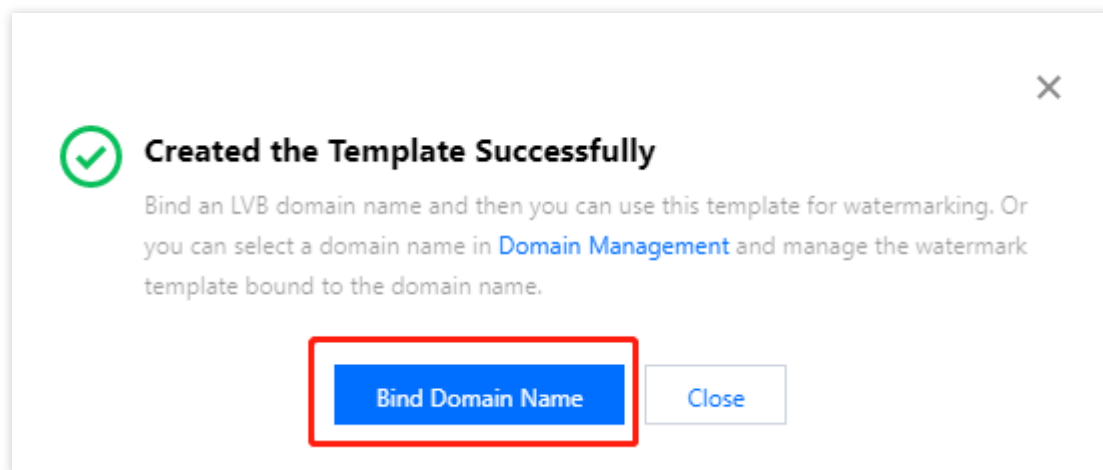 Created the Template Successfully
Bind an LVB domain name and then you can use this template for watermarking. Or
you can select a domain name in Domain Management and manage the watermark
template bound to the domain name.
Bind Domain Name
Close